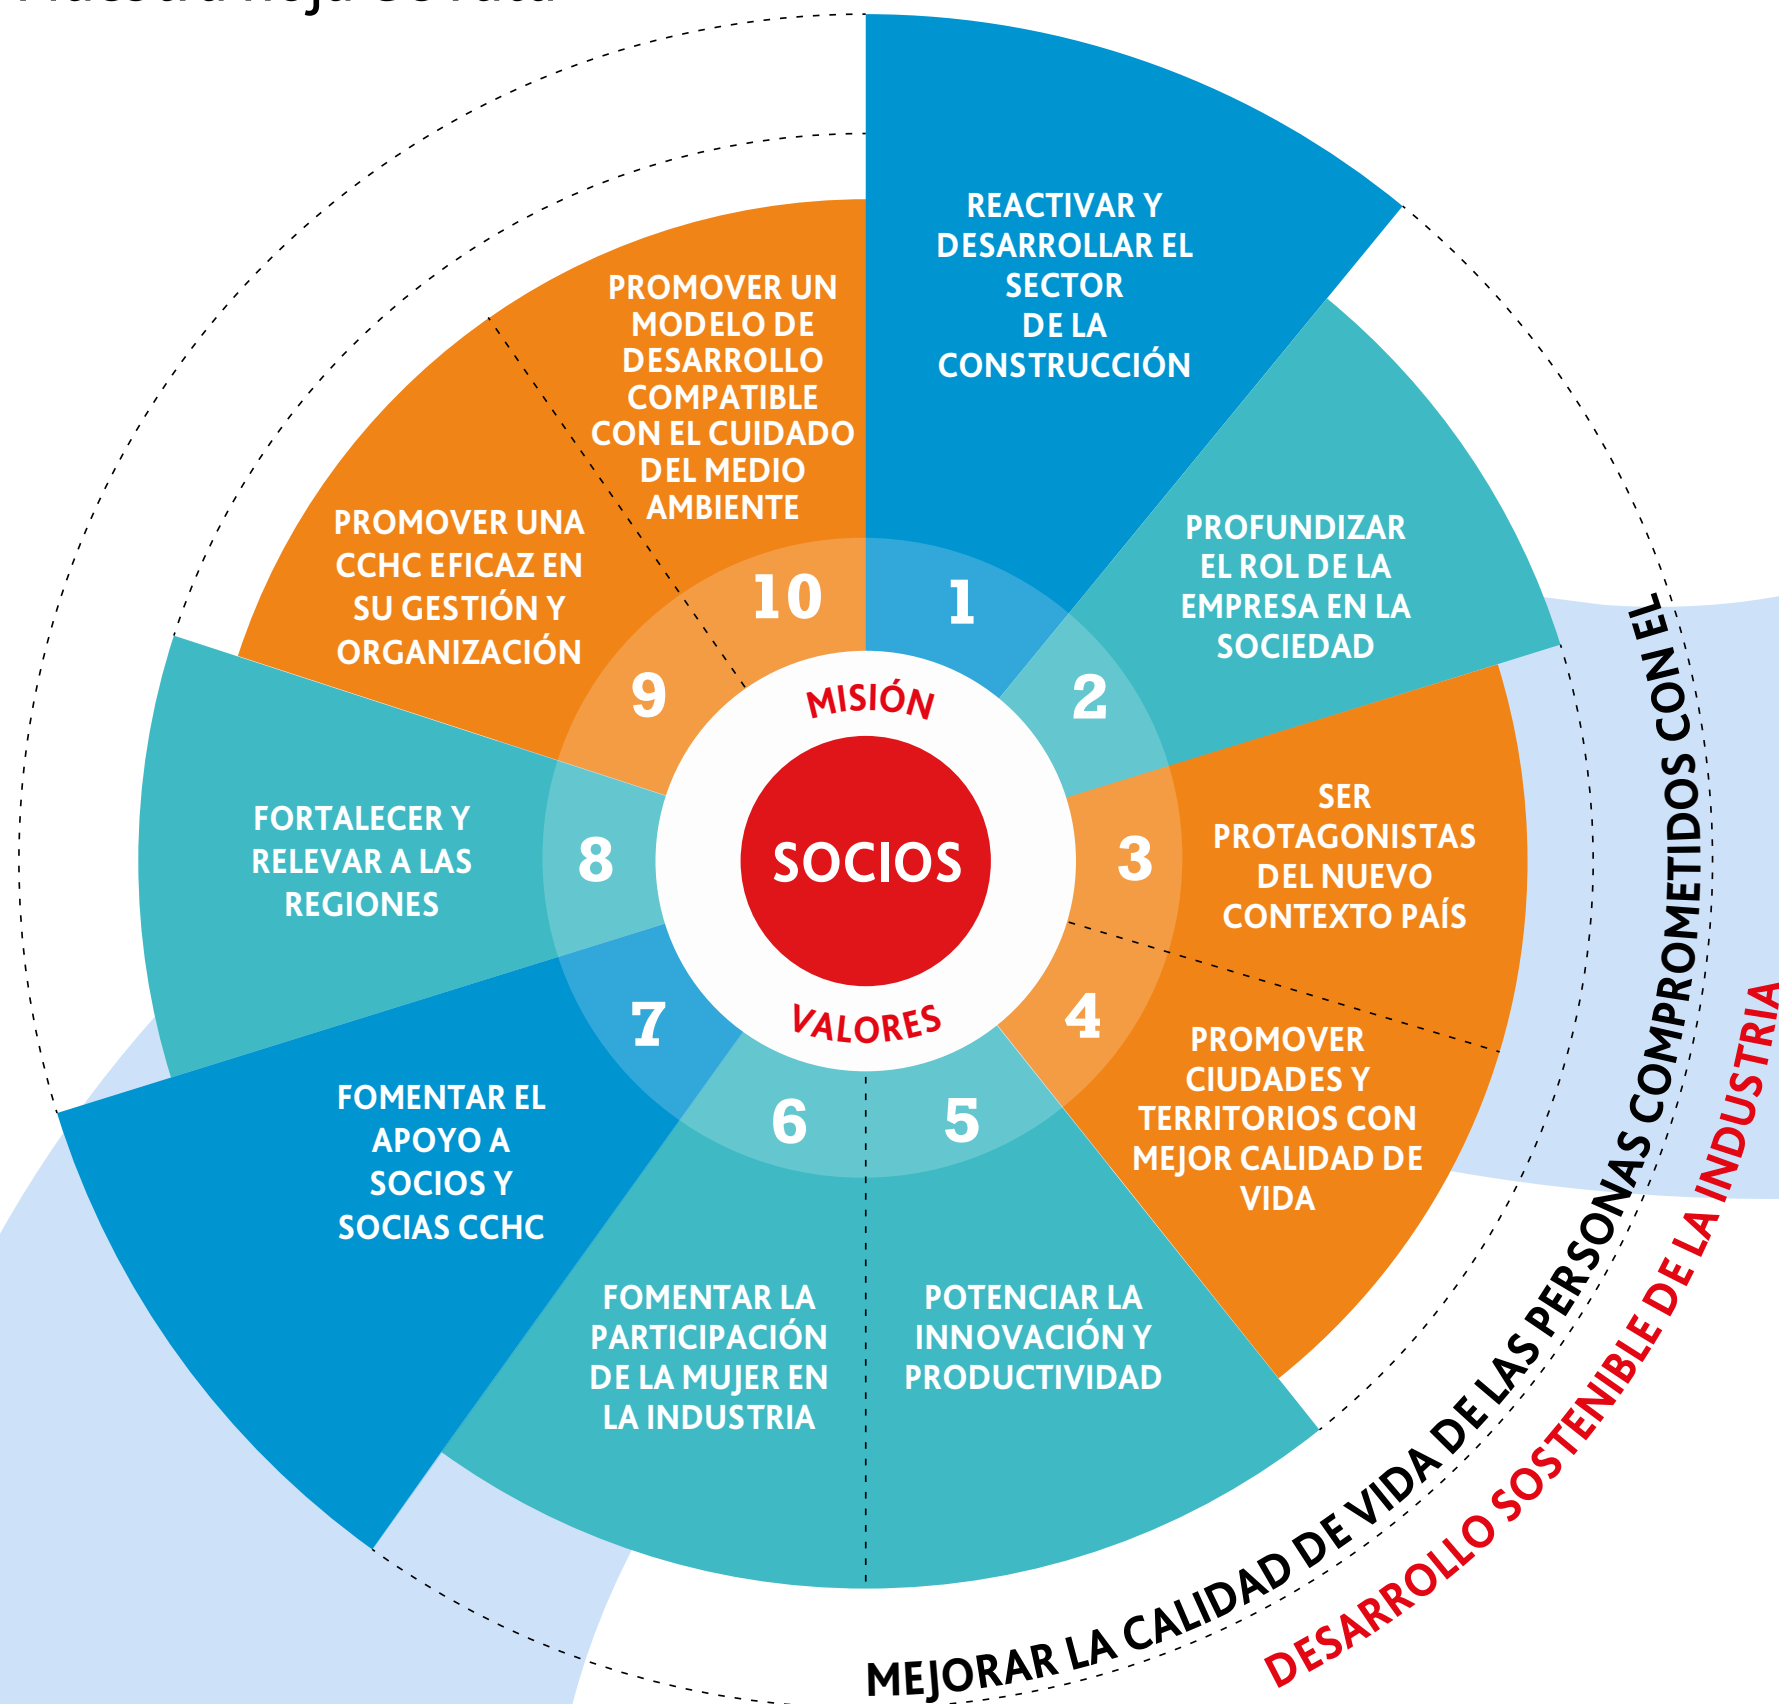 REACTIVAR Y
DESARROLLAR EL
SECTOR
DE LA
CONSTRUCCIÓN
1
PROFUNDIZAR
EL ROL DE LA
EMPRESA EN LA
SOCIEDAD
2
SER
PROTAGONISTAS
DEL NUEVO
CONTEXTO PAÍS
3
PROMOVER
CIUDADES Y
TERRITORIOS CON
MEJOR CALIDAD DE
VIDA
4
POTENCIAR LA
INNOVACIÓN Y
PRODUCTIVIDAD
5
FOMENTAR LA
PARTICIPACIÓN
DE LA MUJER EN
LA INDUSTRIA
6
FOMENTAR EL
APOYO A
SOCIOS Y
SOCIAS CCHC
7
FORTALECER Y
RELEVAR A LAS
REGIONES
8
PROMOVER UNA
CCHC EFICAZ EN
SU GESTIÓN Y
ORGANIZACIÓN
9
PROMOVER UN
MODELO DE
DESARROLLO
COMPATIBLE
CON EL CUIDADO
DEL MEDIO
AMBIENTE
10
MISIÓN
SOCIOS
VALORES
MEJORAR LA CALIDAD DE VIDA DE LAS PERSONAS COMPROMETIDOS CON EL
DESARROLLO SOSTENIBLE DE LA INDUSTRIA